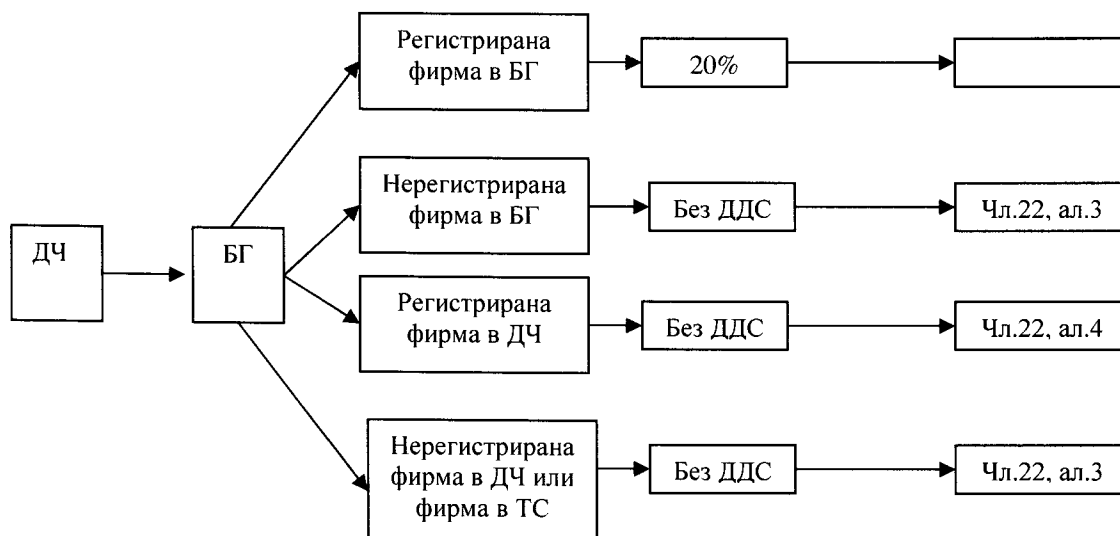 Регистрирана
фирма в БГ
20%
Нерегистрирана
фирма в БГ
Без ДДС
Чл.22, ал.3
ДЧ
БГ
Регистрирана
фирма в ДЧ
Без ДДС
Чл.22, ал.4
Нерегистрирана
фирма в ДЧ или
фирма в ТС
Без ДДС
Чл.22, ал.3